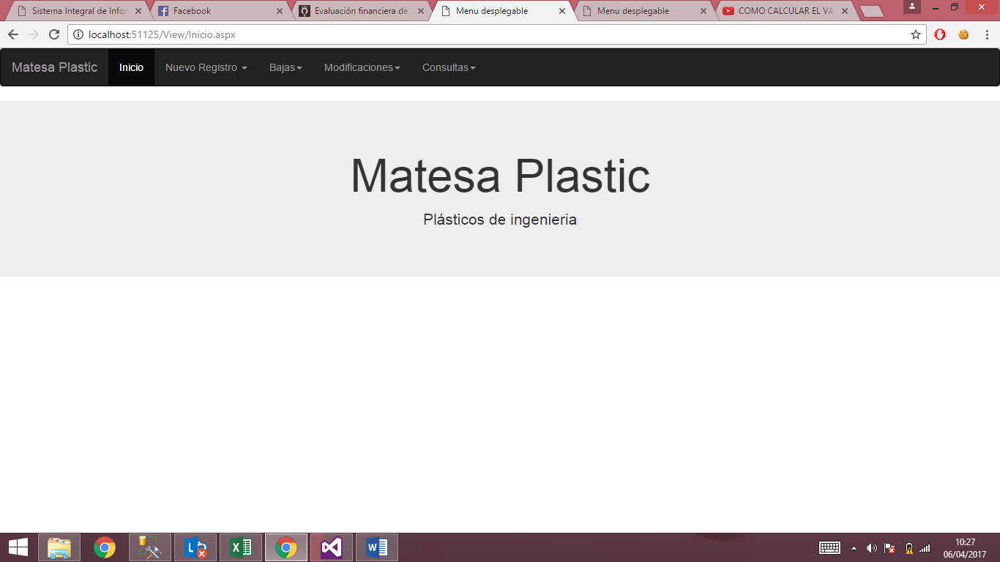 Sistema Integral de Infor
Facebook
Evaluación financiera de
Menu desplegable
Menu desplegable
COMO CALCULAR EL VA
localhost:51125/View/Inicio.aspx
Matesa Plastic
Inicio
Nuevo Registro
Bajas
Modificaciones
Consultas
Matesa Plastic
Plásticos de ingenieria
10:27
06/04/2017